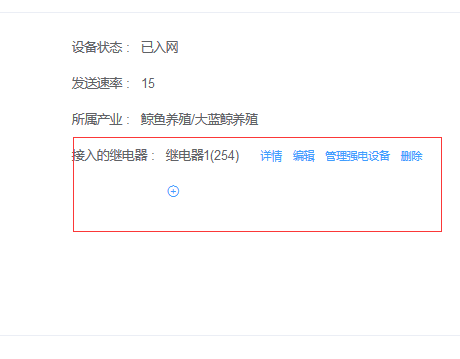 设备状态： 已入网
发送速率： 15
所属产业： 鲸鱼养殖/大蓝鲸养殖
接入的继电器： 继电器1(254) 详情 编辑 管理强电设备 删除